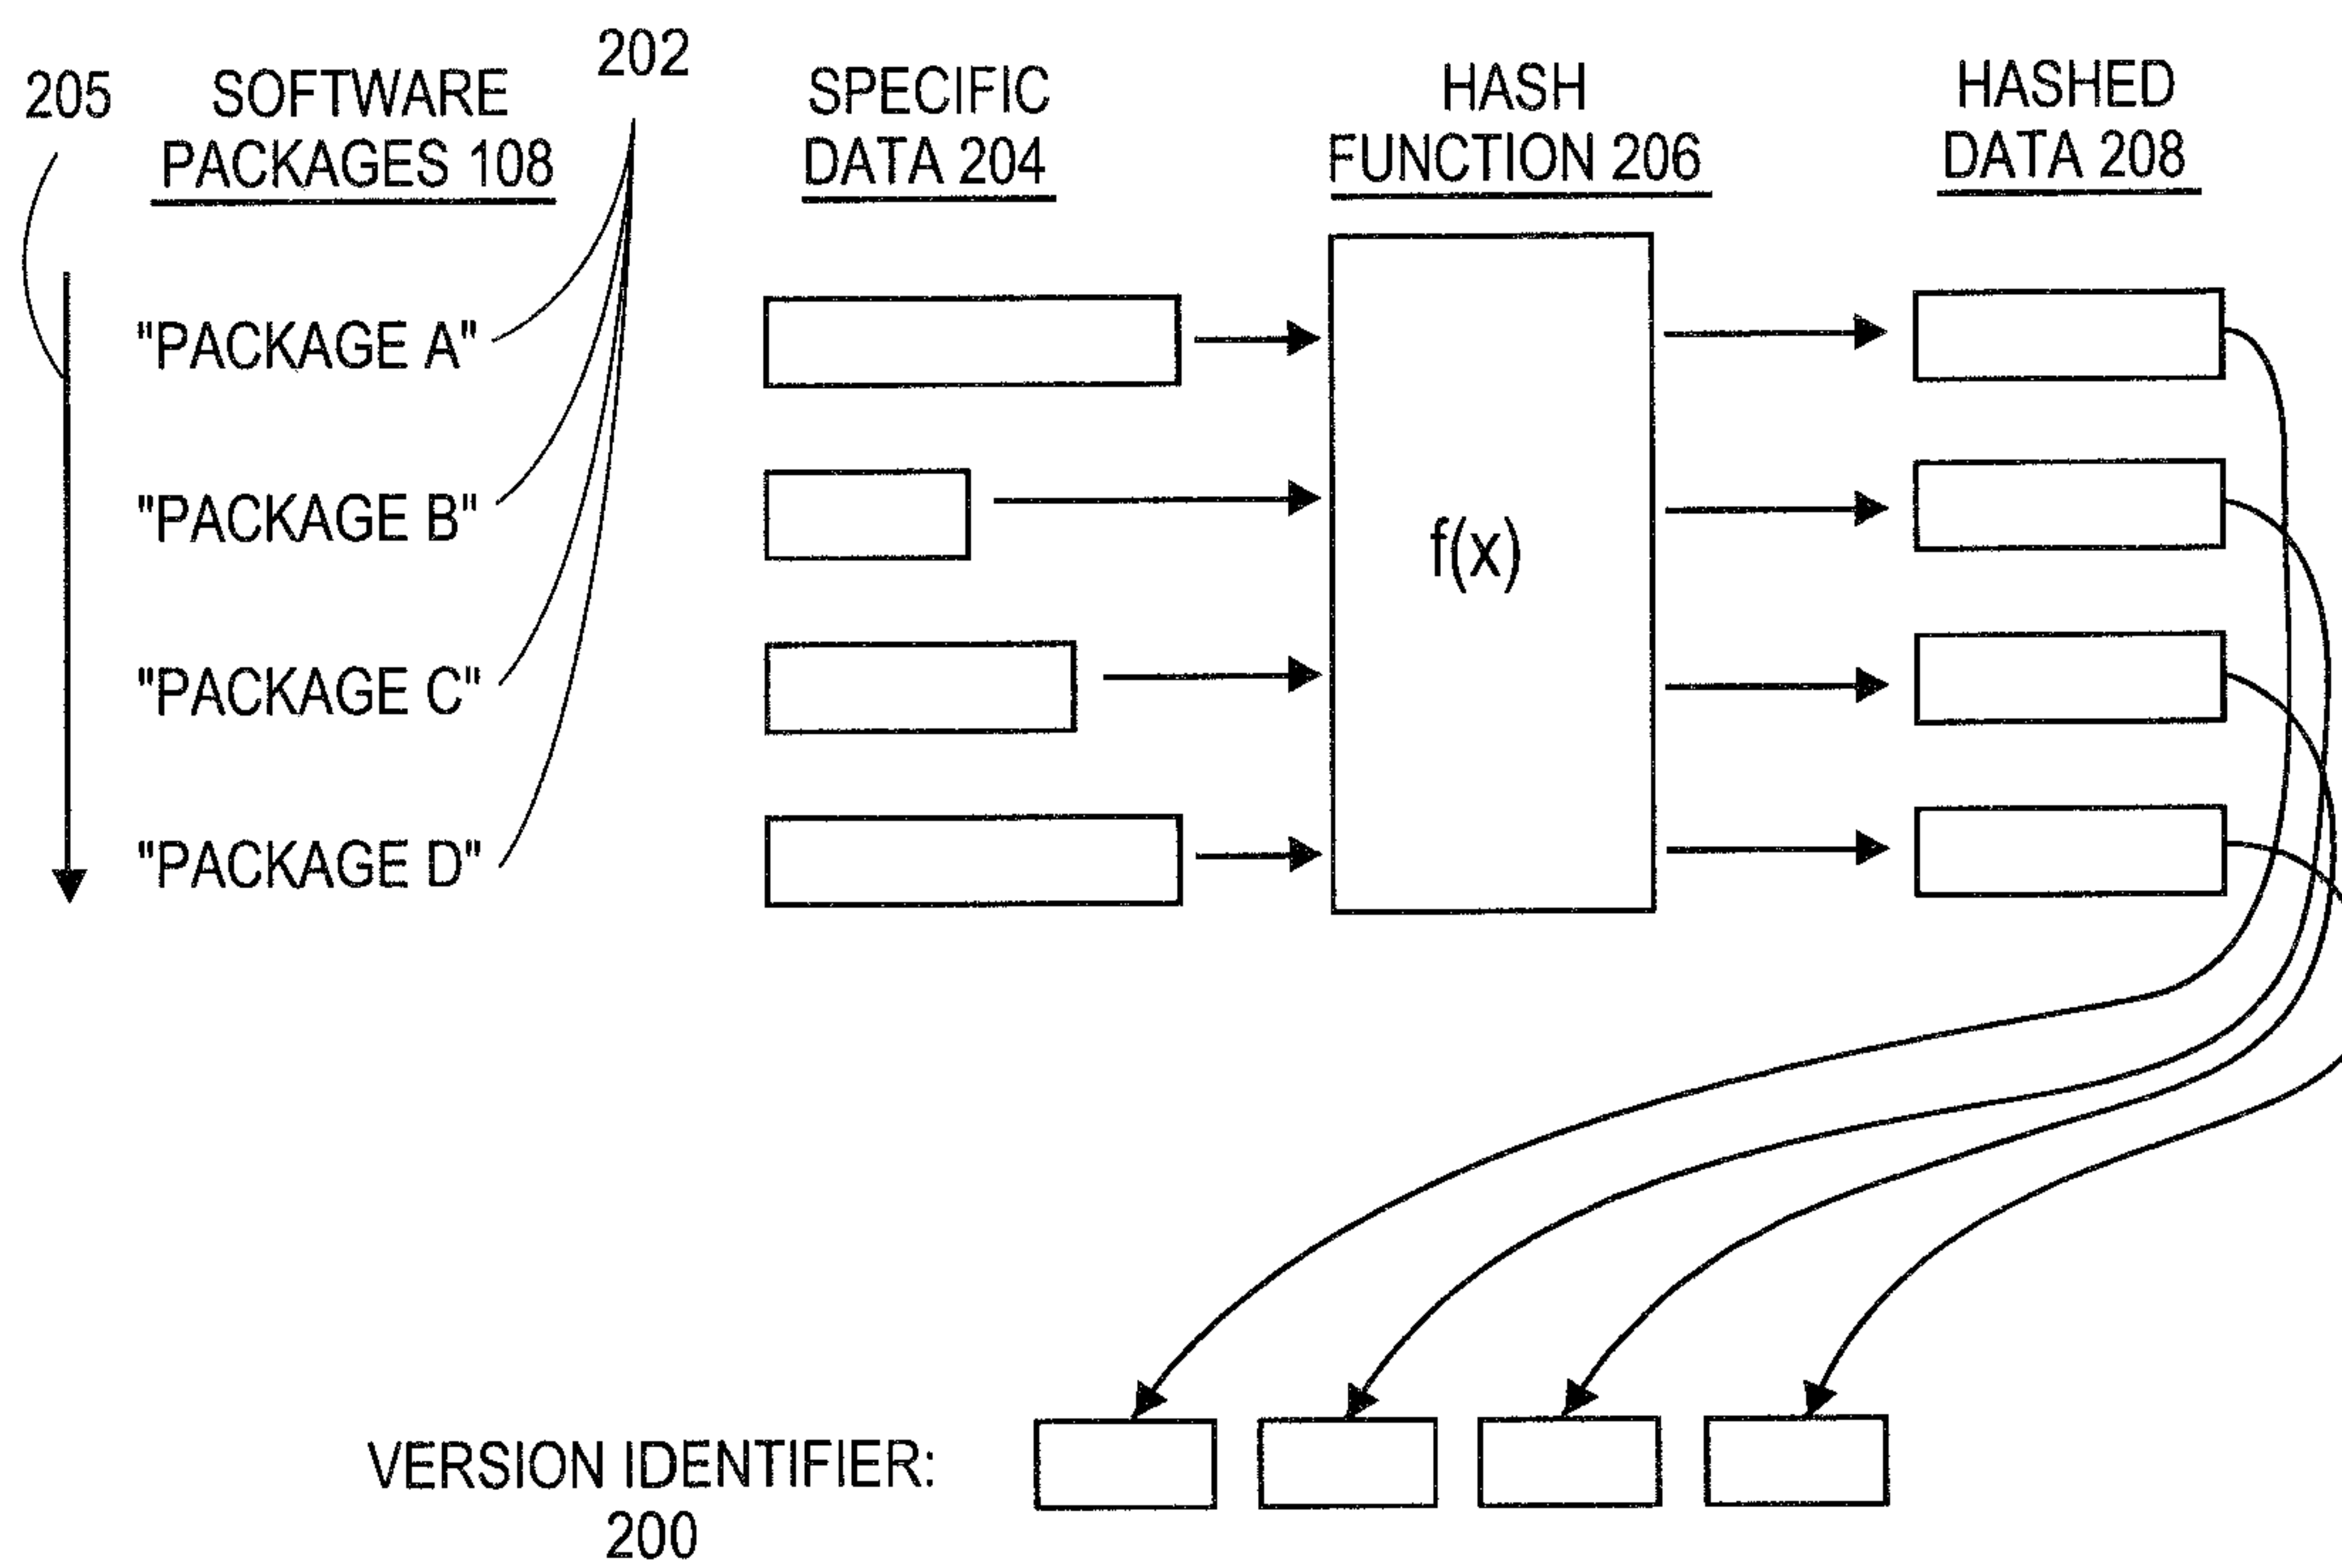 205
SOFTWARE
PACKAGES 108
202
SPECIFIC
DATA 204
HASH
FUNCTION 206
HASHED
DATA 208
"PACKAGE A"
"PACKAGE B"
f(x)
"PACKAGE C"
"PACKAGE D"
VERSION IDENTIFIER:
200